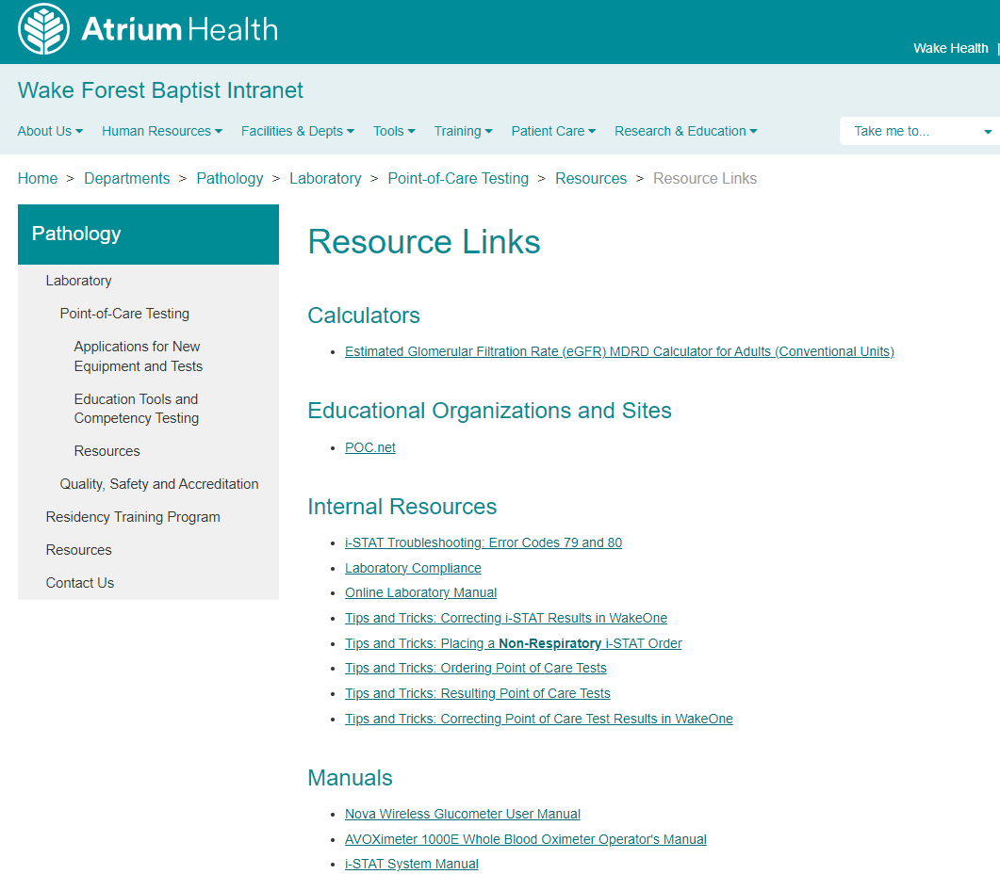 Atrium Health
Wake Health |
Wake Forest Baptist Intranet
About Us Human Resources Facilities & Depts Tools Training Patient Care Research & Education Take me to...
Home > Departments > Pathology > Laboratory > Point-of-Care Testing > Resources > Resource Links
Pathology
Laboratory
Point-of-Care Testing
Applications for New
Equipment and Tests
Education Tools and
Competency Testing
Resources
Quality, Safety and Accreditation
Residency Training Program
Resources
Contact Us
Resource Links
Calculators
• Estimated Glomerular Filtration Rate (eGFR) MDRD Calculator for Adults (Conventional Units)
Educational Organizations and Sites
• POC.net
Internal Resources
• i-STAT Troubleshooting: Error Codes 79 and 80
• Laboratory Compliance
• Online Laboratory Manual
• Tips and Tricks: Correcting i-STAT Results in WakeOne
• Tips and Tricks: Placing a Non-Respiratory i-STAT Order
• Tips and Tricks: Ordering Point of Care Tests
• Tips and Tricks: Resulting Point of Care Tests
• Tips and Tricks: Correcting Point of Care Test Results in WakeOne
Manuals
• Nova Wireless Glucometer User Manual
• AVOXimeter 1000E Whole Blood Oximeter Operator's Manual
• i-STAT System Manual